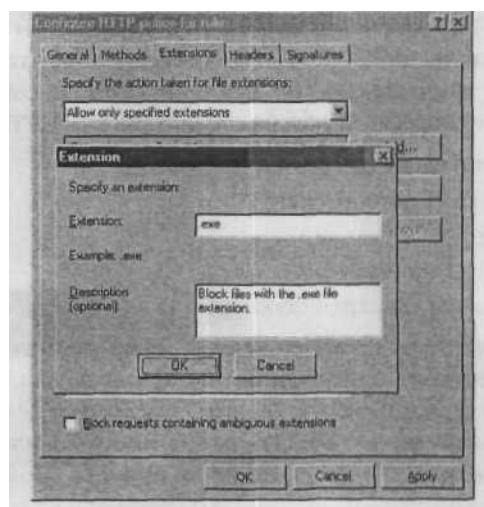 Configure HTTP policy for rule
General Methods Extensions Headers Signatures
Specify the action taken for file extensions:
Allow only specified extensions
Extension
Specify an extension:
Extension:
exe
Example: .exe
Description (optional):
Block files with the .exe file extension.
OK Cancel
Block requests containing ambiguous extensions
OK Cancel Apply